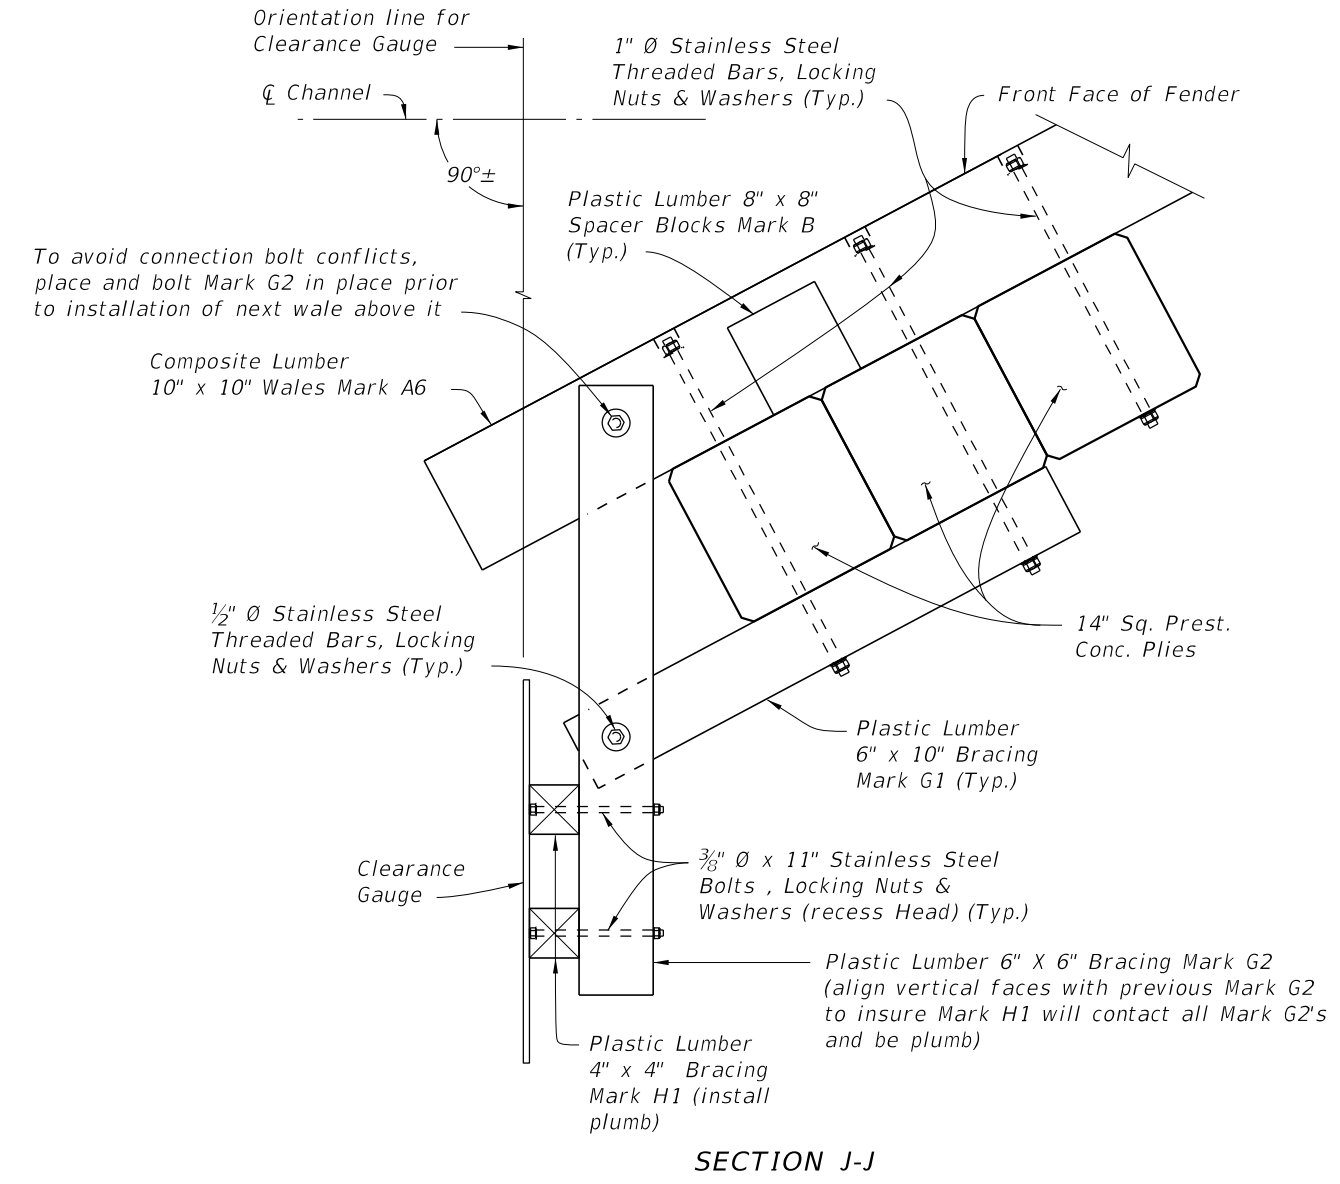 Orientation line for
Clearance Gauge
℄ Channel
90°±
1" Ø Stainless Steel
Threaded Bars, Locking
Nuts & Washers (Typ.)
Front Face of Fender
Plastic Lumber 8" x 8"
Spacer Blocks Mark B
(Typ.)
To avoid connection bolt conflicts,
place and bolt Mark G2 in place prior
to installation of next wale above it
Composite Lumber
10" x 10" Wales Mark A6
½" Ø Stainless Steel
Threaded Bars, Locking
Nuts & Washers (Typ.)
14" Sq. Prest.
Conc. Plies
Plastic Lumber
6" x 10" Bracing
Mark G1 (Typ.)
Clearance
Gauge
⅜" Ø x 11" Stainless Steel
Bolts , Locking Nuts &
Washers (recess Head) (Typ.)
Plastic Lumber 6" X 6" Bracing Mark G2
(align vertical faces with previous Mark G2
to insure Mark H1 will contact all Mark G2's
and be plumb)
Plastic Lumber
4" x 4" Bracing
Mark H1 (install
plumb)
SECTION J-J